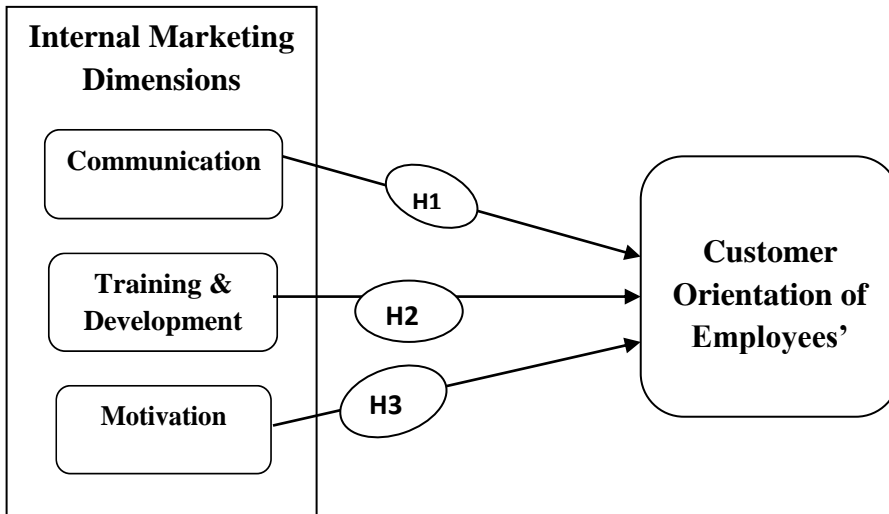 Internal Marketing
Dimensions
Communication
H1
Training &
Development
H2
Motivation
H3
Customer
Orientation of
Employees’